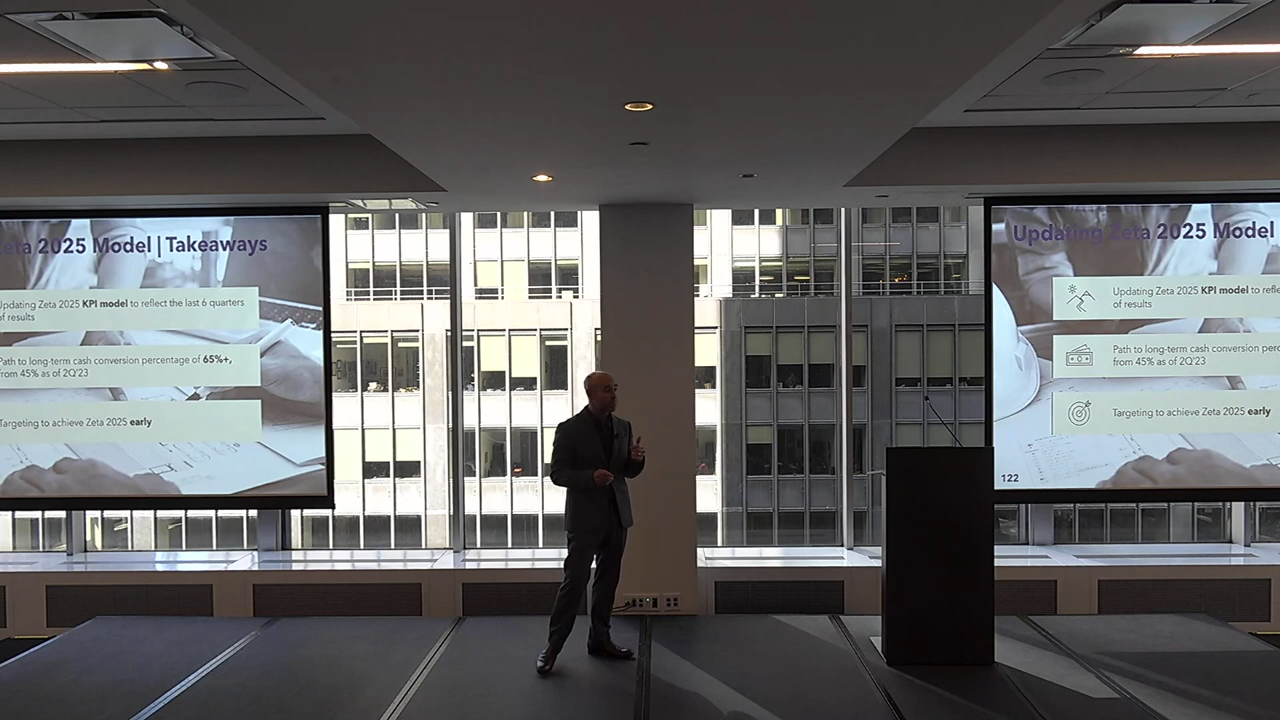 eta 2025 Model | Takeaways
Updating Zeta 2025 KPI model to reflect the last 6 quarters
of results
Path to long-term cash conversion percentage of 65%+,
from 45% as of 2Q'23
Targeting to achieve Zeta 2025 early
Updating Zeta 2025 Model
Updating Zeta 2025 KPI model to refle
of results
Path to long-term cash conversion perc
from 45% as of 2Q'23
Targeting to achieve Zeta 2025 early
122